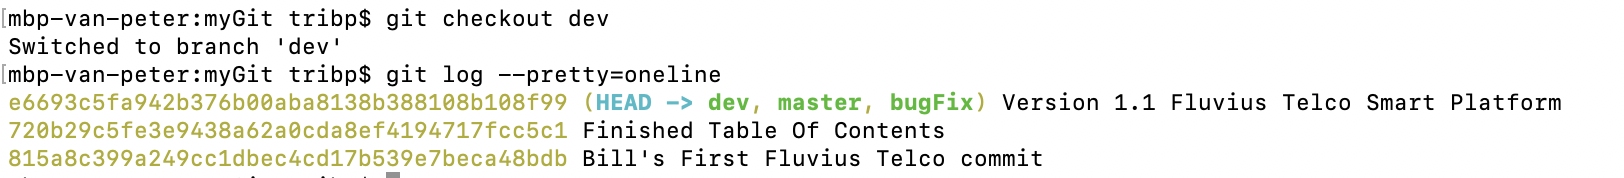 mbp-van-peter:myGit tribp$ git checkout dev
Switched to branch 'dev'
mbp-van-peter:myGit tribp$ git log --pretty=oneline
e6693c5fa942b376b00aba8138b388108b108f99 (HEAD -> dev, master, bugFix) Version 1.1 Fluvius Telco Smart Platform
720b29c5fe3e9438a62a0cda8ef4194717fcc5c1 Finished Table Of Contents
815a8c399a249cc1dbec4cd17b539e7beca48bdb Bill's First Fluvius Telco commit